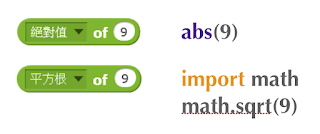 絕對值 of 9 abs(9)
平方根 of 9 import math
math.sqrt(9)